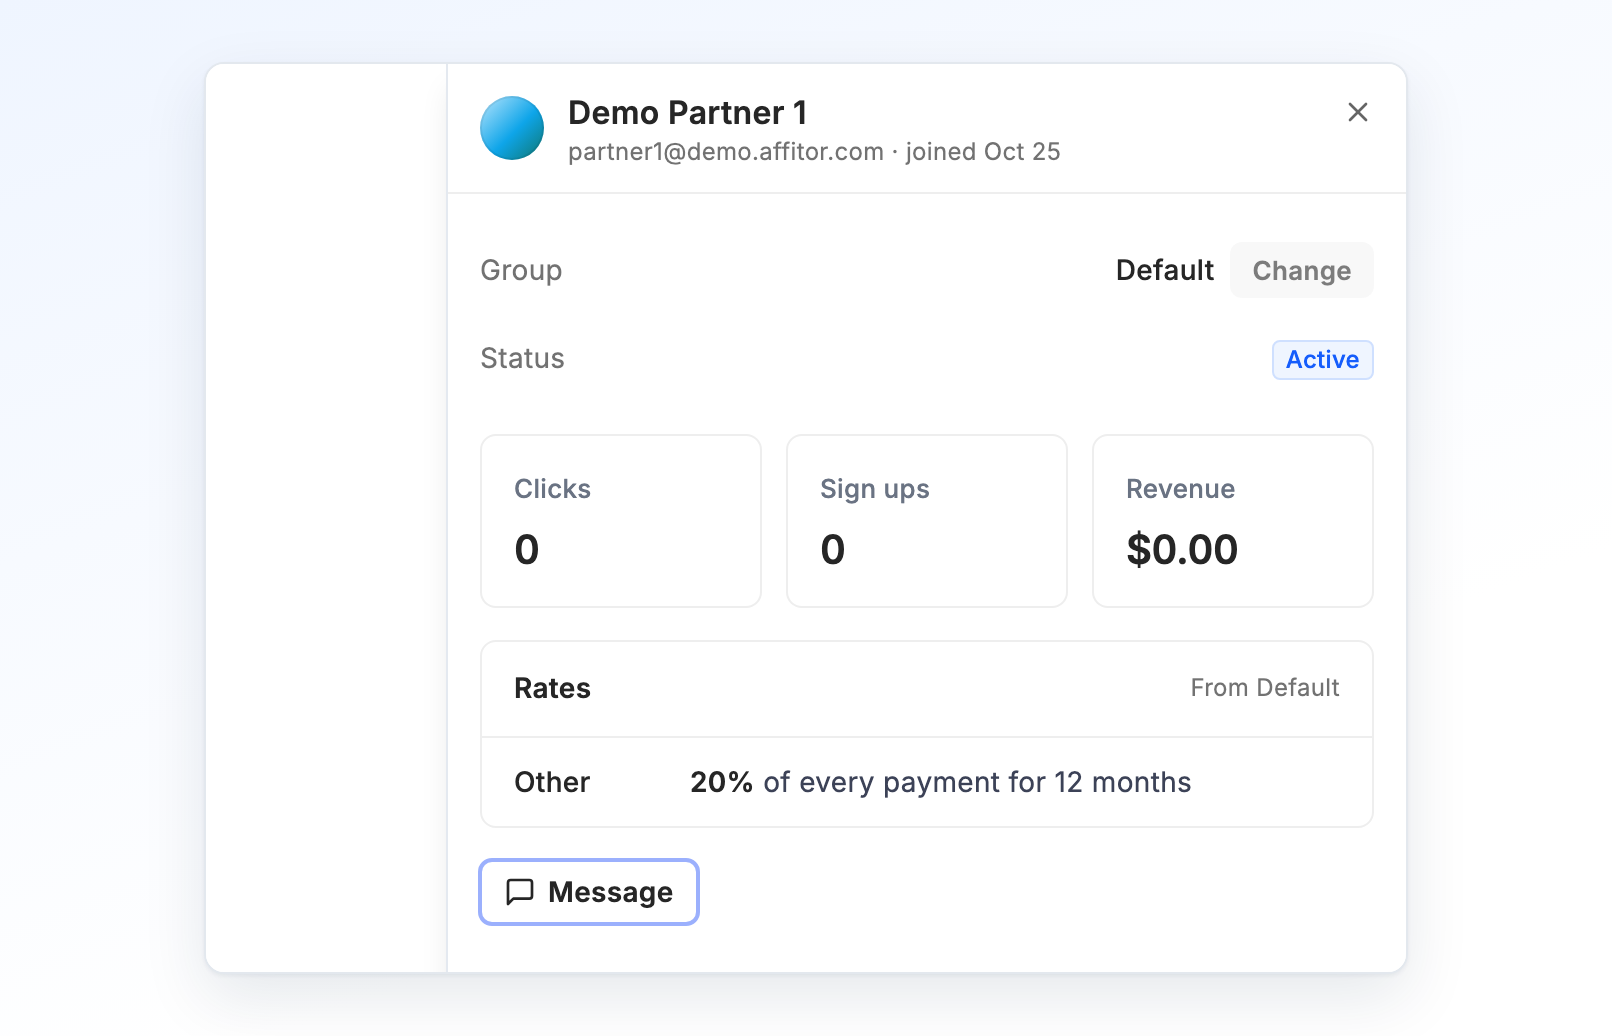 Demo Partner 1
partner1@demo.affitor.com · joined Oct 25
Group
Default
Change
Status
Active
Clicks
0
Sign ups
0
Revenue
$0.00
Rates
From Default
Other
20% of every payment for 12 months
Message